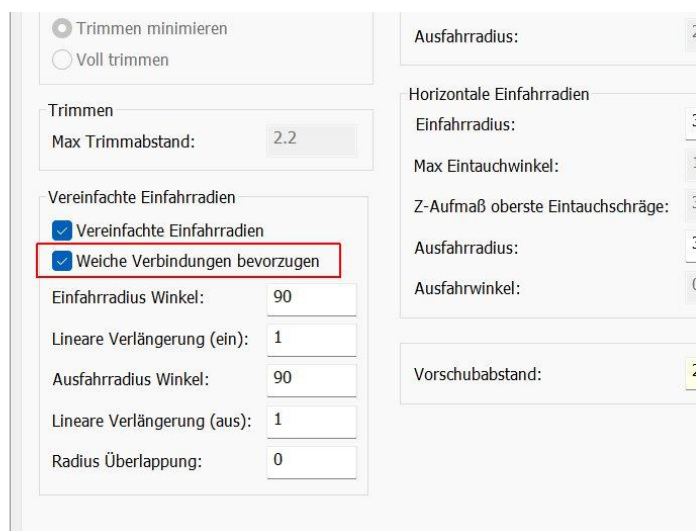 Trimmen minimieren
Voll trimmen
Trimmen
Max Trimmabstand: 2.2
Vereinfachte Einfahrradien
Vereinfachte Einfahrradien
Weiche Verbindungen bevorzugen
Einfahrradius Winkel: 90
Lineare Verlängerung (ein): 1
Ausfahrradius Winkel: 90
Lineare Verlängerung (aus): 1
Radius Überlappung: 0
Ausfahrradius:
Horizontale Einfahrradien
Einfahrradius:
Max Eintauchwinkel:
Z-Aufmaß oberste Eintauchschräge:
Ausfahrradius:
Ausfahrwinkel:
Vorschubabstand: